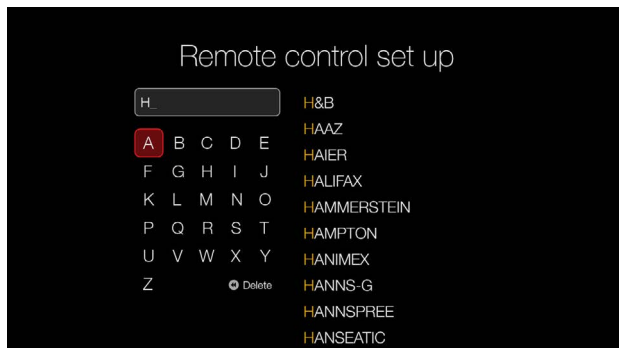 Remote control set up
H_
A B C D E
F G H I J
K L M N O
P Q R S T
U V W X Y
Z Delete
H&B
HAAZ
HAIER
HALIFAX
HAMMERSTEIN
HAMPTON
HANIMEX
HANNS-G
HANNSPREE
HANSEATIC